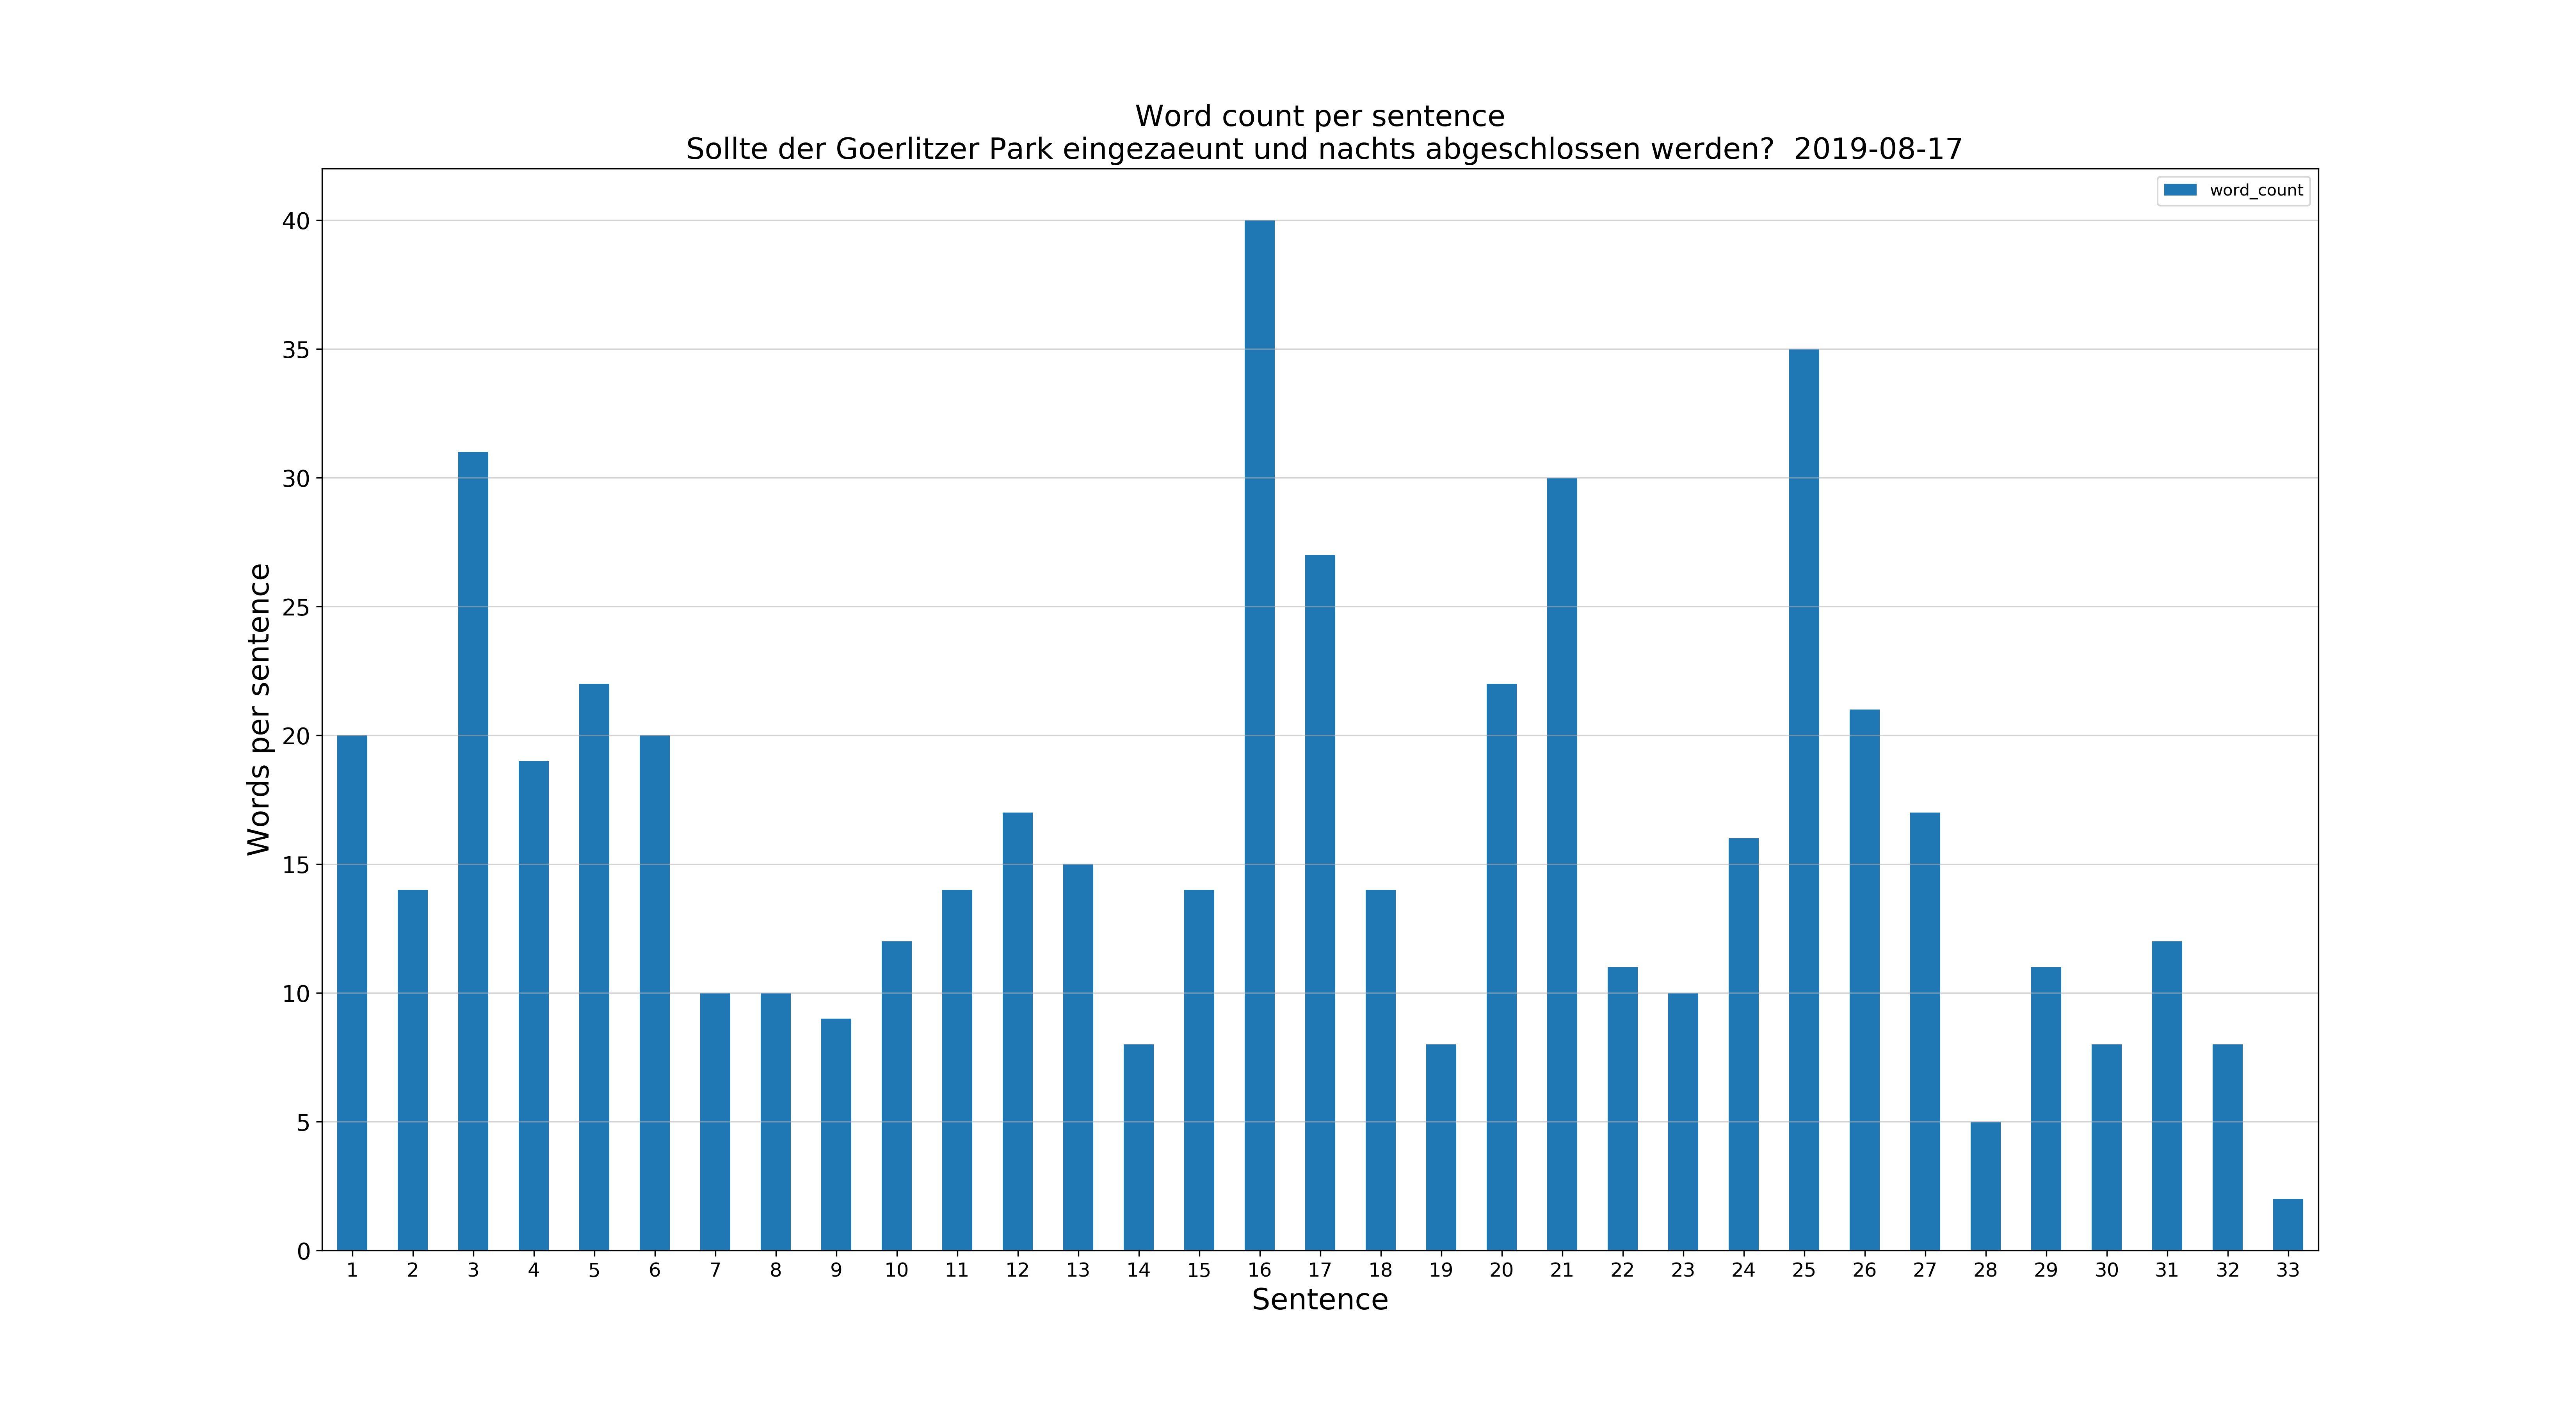 Word count per sentence
Sollte der Goerlitzer Park eingezaeunt und nachts abgeschlossen werden?  2019-08-17
word_count
40
35
30
25
20
15
10
5
0
Words per sentence
1 2 3 4 5 6 7 8 9 10 11 12 13 14 15 16 17 18 19 20 21 22 23 24 25 26 27 28 29 30 31 32 33
Sentence